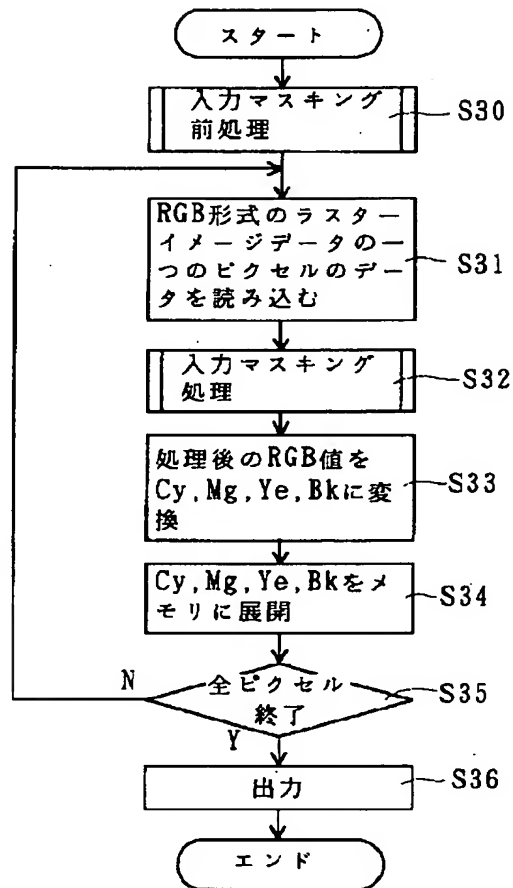 スタート
入力マスキング
前処理
S30
RGB形式のラスター
イメージデータの一
つのピクセルのデー
タを読み込む
S31
入力マスキング
処理
S32
処理後のRGB値を
Cy,Mg,Ye,Bkに変
換
S33
Cy,Mg,Ye,Bkをメ
モリに展開
S34
全ピクセル
終了
S35
N
Y
出力
S36
エンド